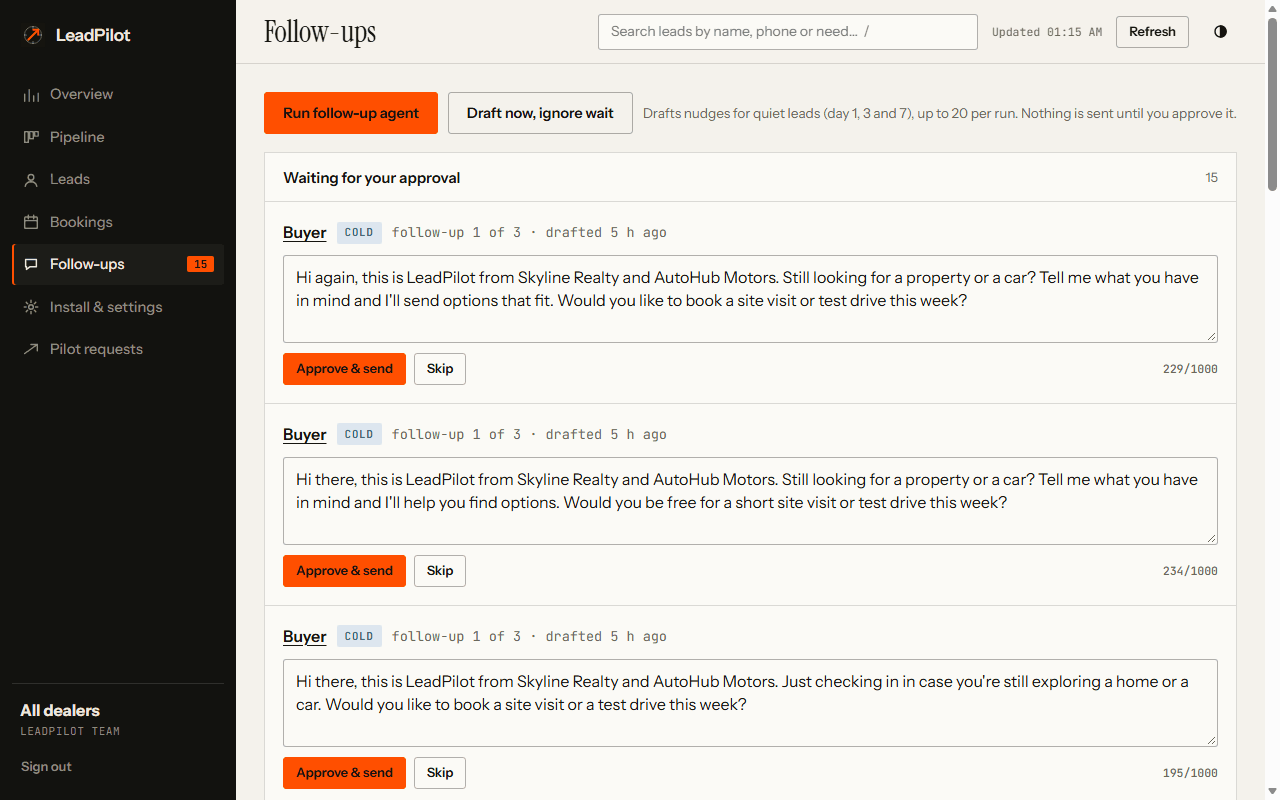 LeadPilot
Overview
Pipeline
Leads
Bookings
Follow-ups 15
Install & settings
Pilot requests
All dealers
LEADPILOT TEAM
Sign out
Follow-ups
Search leads by name, phone or need... /
Updated 01:15 AM
Refresh
Run follow-up agent
Draft now, ignore wait
Drafts nudges for quiet leads (day 1, 3 and 7), up to 20 per run. Nothing is sent until you approve it.
Waiting for your approval 15
Buyer COLD follow-up 1 of 3 · drafted 5 h ago
Hi again, this is LeadPilot from Skyline Realty and AutoHub Motors. Still looking for a property or a car? Tell me what you have
in mind and I'll send options that fit. Would you like to book a site visit or test drive this week?
Approve & send Skip 229/1000
Buyer COLD follow-up 1 of 3 · drafted 5 h ago
Hi there, this is LeadPilot from Skyline Realty and AutoHub Motors. Still looking for a property or a car? Tell me what you have
in mind and I'll help you find options. Would you be free for a short site visit or test drive this week?
Approve & send Skip 234/1000
Buyer COLD follow-up 1 of 3 · drafted 5 h ago
Hi there, this is LeadPilot from Skyline Realty and AutoHub Motors. Just checking in in case you're still exploring a home or a
car. Would you like to book a site visit or a test drive this week?
Approve & send Skip 195/1000